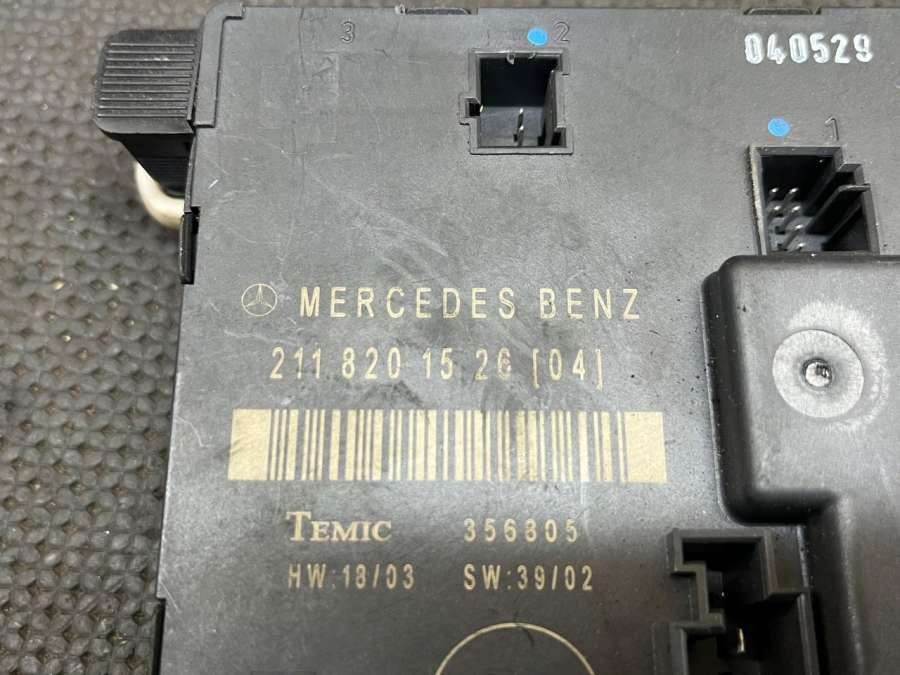 3
2
040529
1
MERCEDES BENZ
211 820 15 26 [04]
TEMIC 356805
HW:18/03 SW:39/02